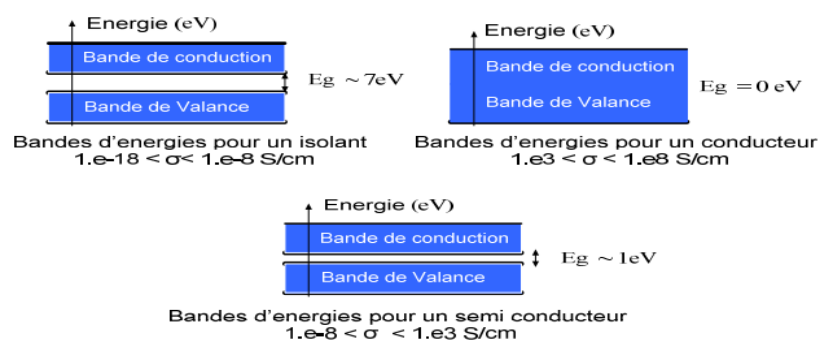 Energie (eV)
Bande de conduction
Eg ~ 7eV
Bande de Valance
Bandes d'energies pour un isolant
1.e-18 < σ< 1.e-8 S/cm
Energie (eV)
Bande de conduction
Eg = 0 eV
Bande de Valance
Bandes d'energies pour un conducteur
1.e3 < σ < 1.e8 S/cm
Energie (eV)
Bande de conduction
Eg ~ 1eV
Bande de Valance
Bandes d'energies pour un semi conducteur
1.e-8 < σ < 1.e3 S/cm